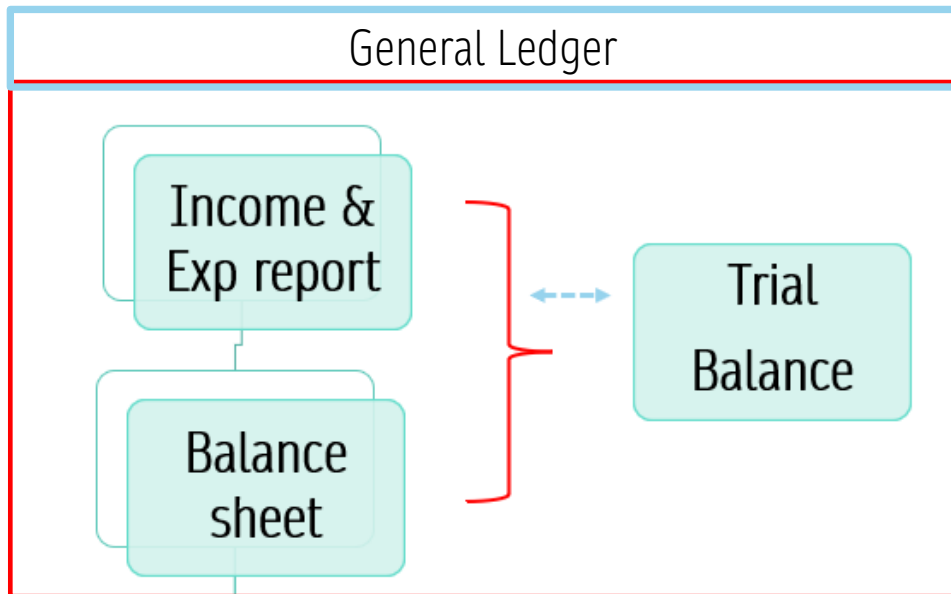 General Ledger
Income &
Exp report
Trial
Balance
Balance
sheet